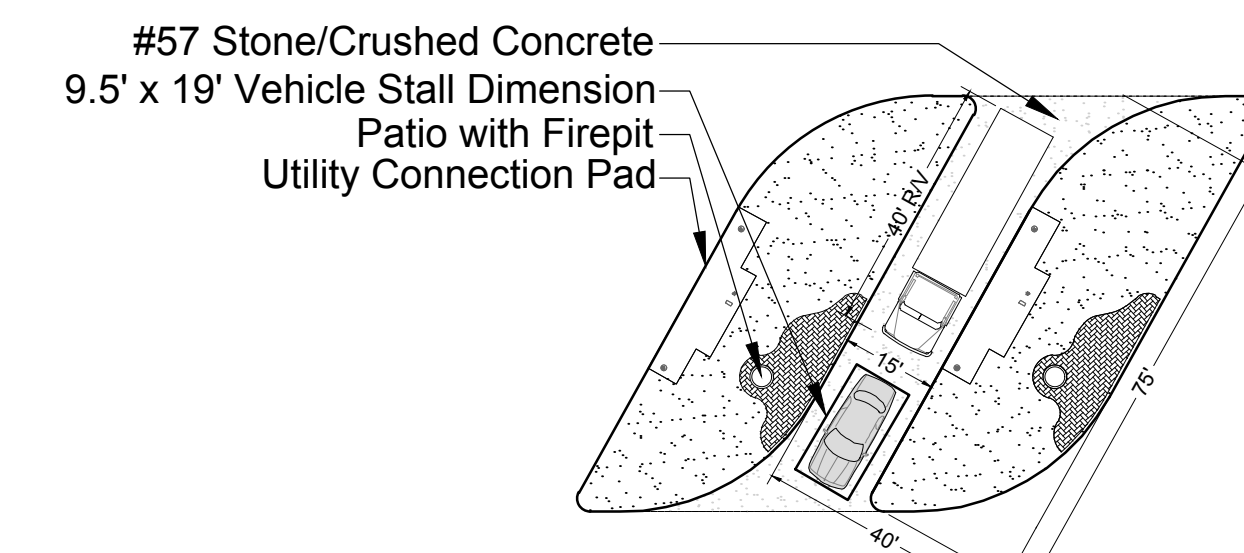 #57 Stone/Crushed Concrete
9.5' x 19' Vehicle Stall Dimension
Patio with Firepit
Utility Connection Pad
40' R/V
15'
75'
40'